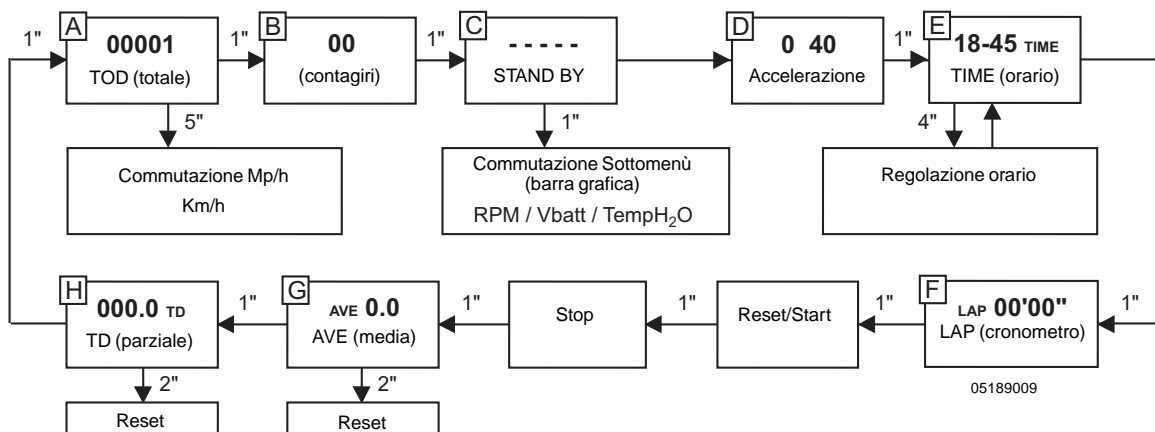 1"
A
00001
TOD (totale)
5"
Commutazione Mp/h
Km/h
1"
B
00
(contagiri)
1"
C
- - - - -
STAND BY
1"
Commutazione Sottomenù
(barra grafica)
RPM / Vbatt / TempH₂O
D
0 40
Accelerazione
1"
E
18-45 TIME
TIME (orario)
4"
Regolazione orario
1"
F
LAP 00'00"
LAP (cronometro)
1"
Reset/Start
1"
Stop
1"
G
AVE 0.0
AVE (media)
2"
Reset
1"
H
000.0 TD
TD (parziale)
2"
Reset
05189009